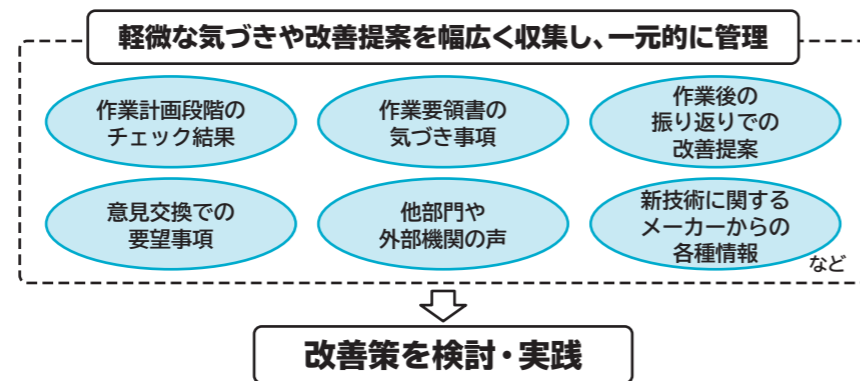 軽微な気づきや改善提案を幅広く収集し、一元的に管理
作業計画段階の
チェック結果
作業要領書の
気づき事項
作業後の
振り返りでの
改善提案
意見交換での
要望事項
他部門や
外部機関の声
新技術に関する
メーカーからの
各種情報
など
改善策を検討・実践